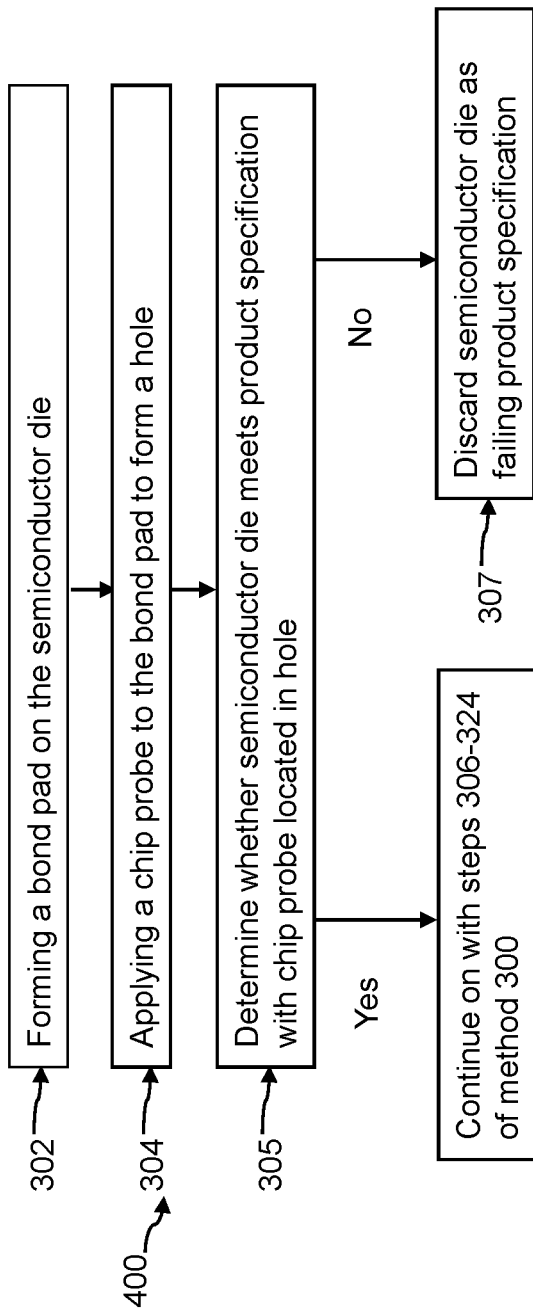 302
Forming a bond pad on the semiconductor die
304
Applying a chip probe to the bond pad to form a hole
400
305
Determine whether semiconductor die meets product specification
with chip probe located in hole
Yes
No
Continue on with steps 306-324
of method 300
307
Discard semiconductor die as
failing product specification